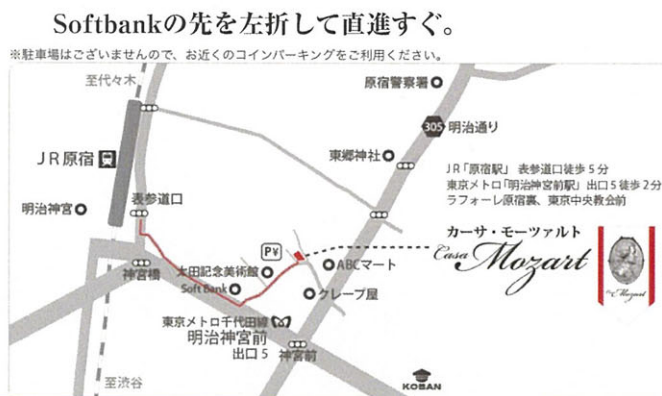 Softbankの先を左折して直進すぐ。
※駐車場はございませんので、お近くのコインパーキングをご利用ください。
至代々木
原宿警察署
305 明治通り
JR原宿
東郷神社
JR「原宿駅」 表参道口徒歩5分
東京メトロ「明治神宮前駅」出口5徒歩2分
ラフォーレ原宿裏、東京中央教会前
明治神宮
表参道口
カーサ・モーツァルト
Casa Mozart
P¥
神宮橋
太田記念美術館
ABCマート
Soft Bank
クレープ屋
Mozart
東京メトロ千代田線
明治神宮前
出口5
神宮前
至渋谷
KOBAN